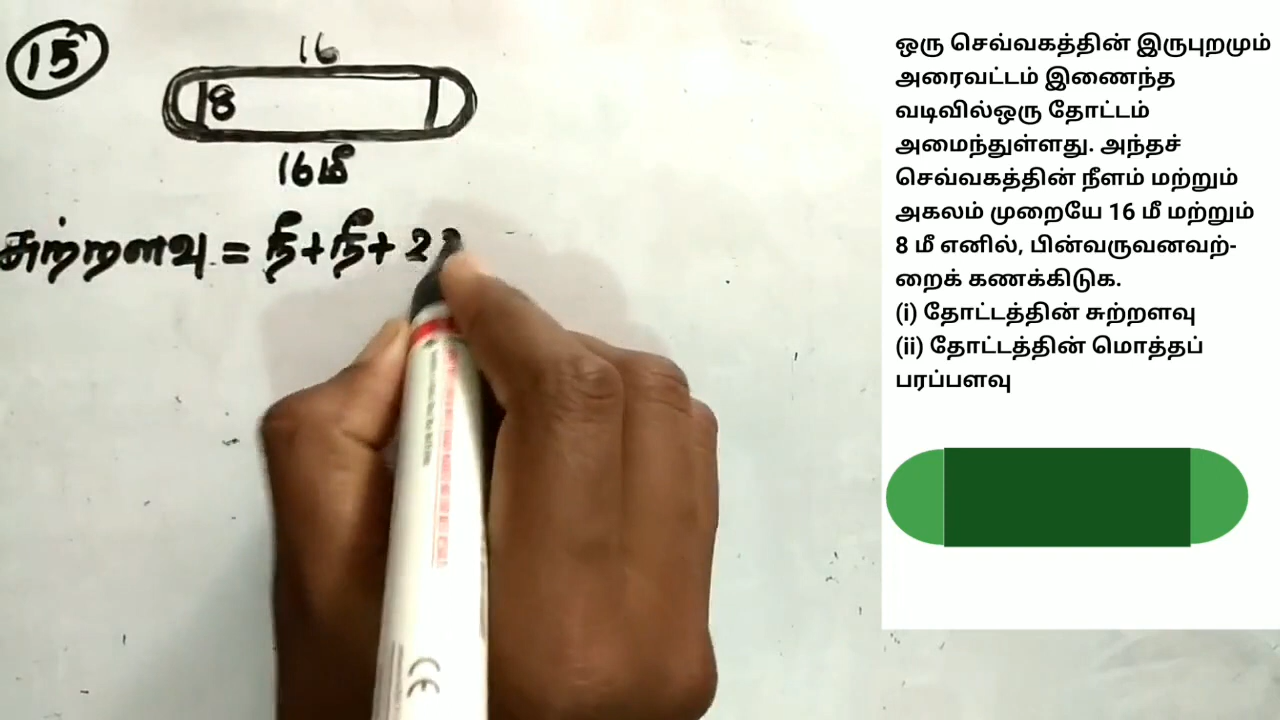 15
16
8
16மீ
சுற்றளவு = நீ+நீ+ 2
ஒரு செவ்வகத்தின் இருபுறமும்
அரைவட்டம் இணைந்த
வடிவில்ஒரு தோட்டம்
அமைந்துள்ளது. அந்தச்
செவ்வகத்தின் நீளம் மற்றும்
அகலம் முறையே 16 மீ மற்றும்
8 மீ எனில், பின்வருவனவற்-
றைக் கணக்கிடுக.
(i) தோட்டத்தின் சுற்றளவு
(ii) தோட்டத்தின் மொத்தப்
பரப்பளவு
CE